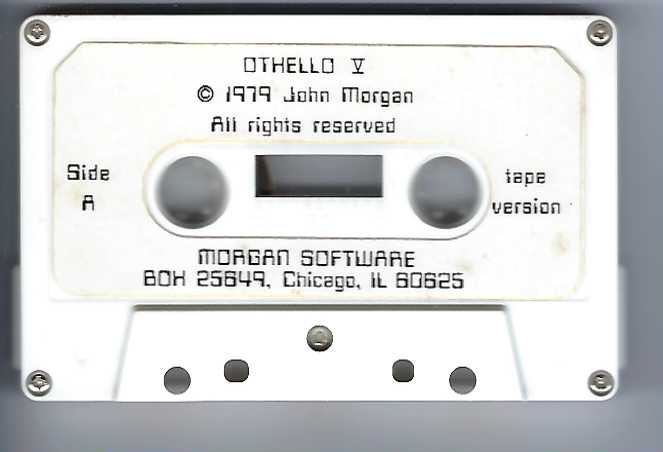 OTHELLO V
© 1979 John Morgan
All rights reserved
Side
A
tape
version
MORGAN SOFTWARE
BOX 25649, Chicago, IL 60625